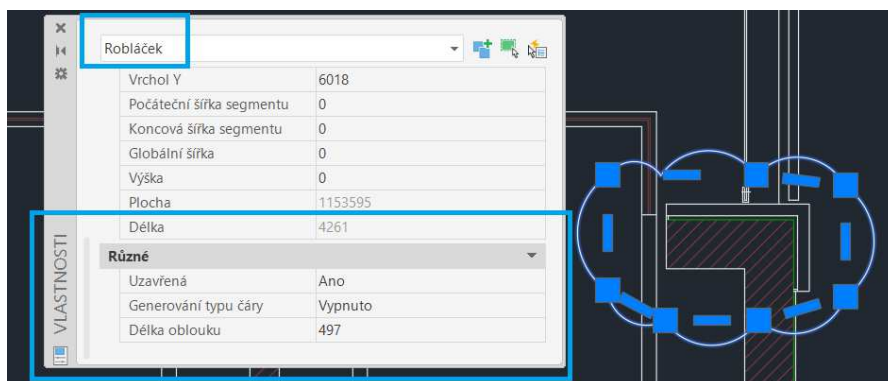 Robláček
Vrchol Y 6018
Počáteční šířka segmentu 0
Koncová šířka segmentu 0
Globální šířka 0
Výška 0
Plocha 1153595
Délka 4261
Různé
Uzavřená Ano
Generování typu čáry Vypnuto
Délka oblouku 497
VLASTNOSTI